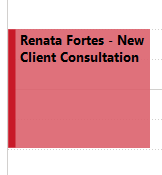 Renata Fortes - New
Client Consultation